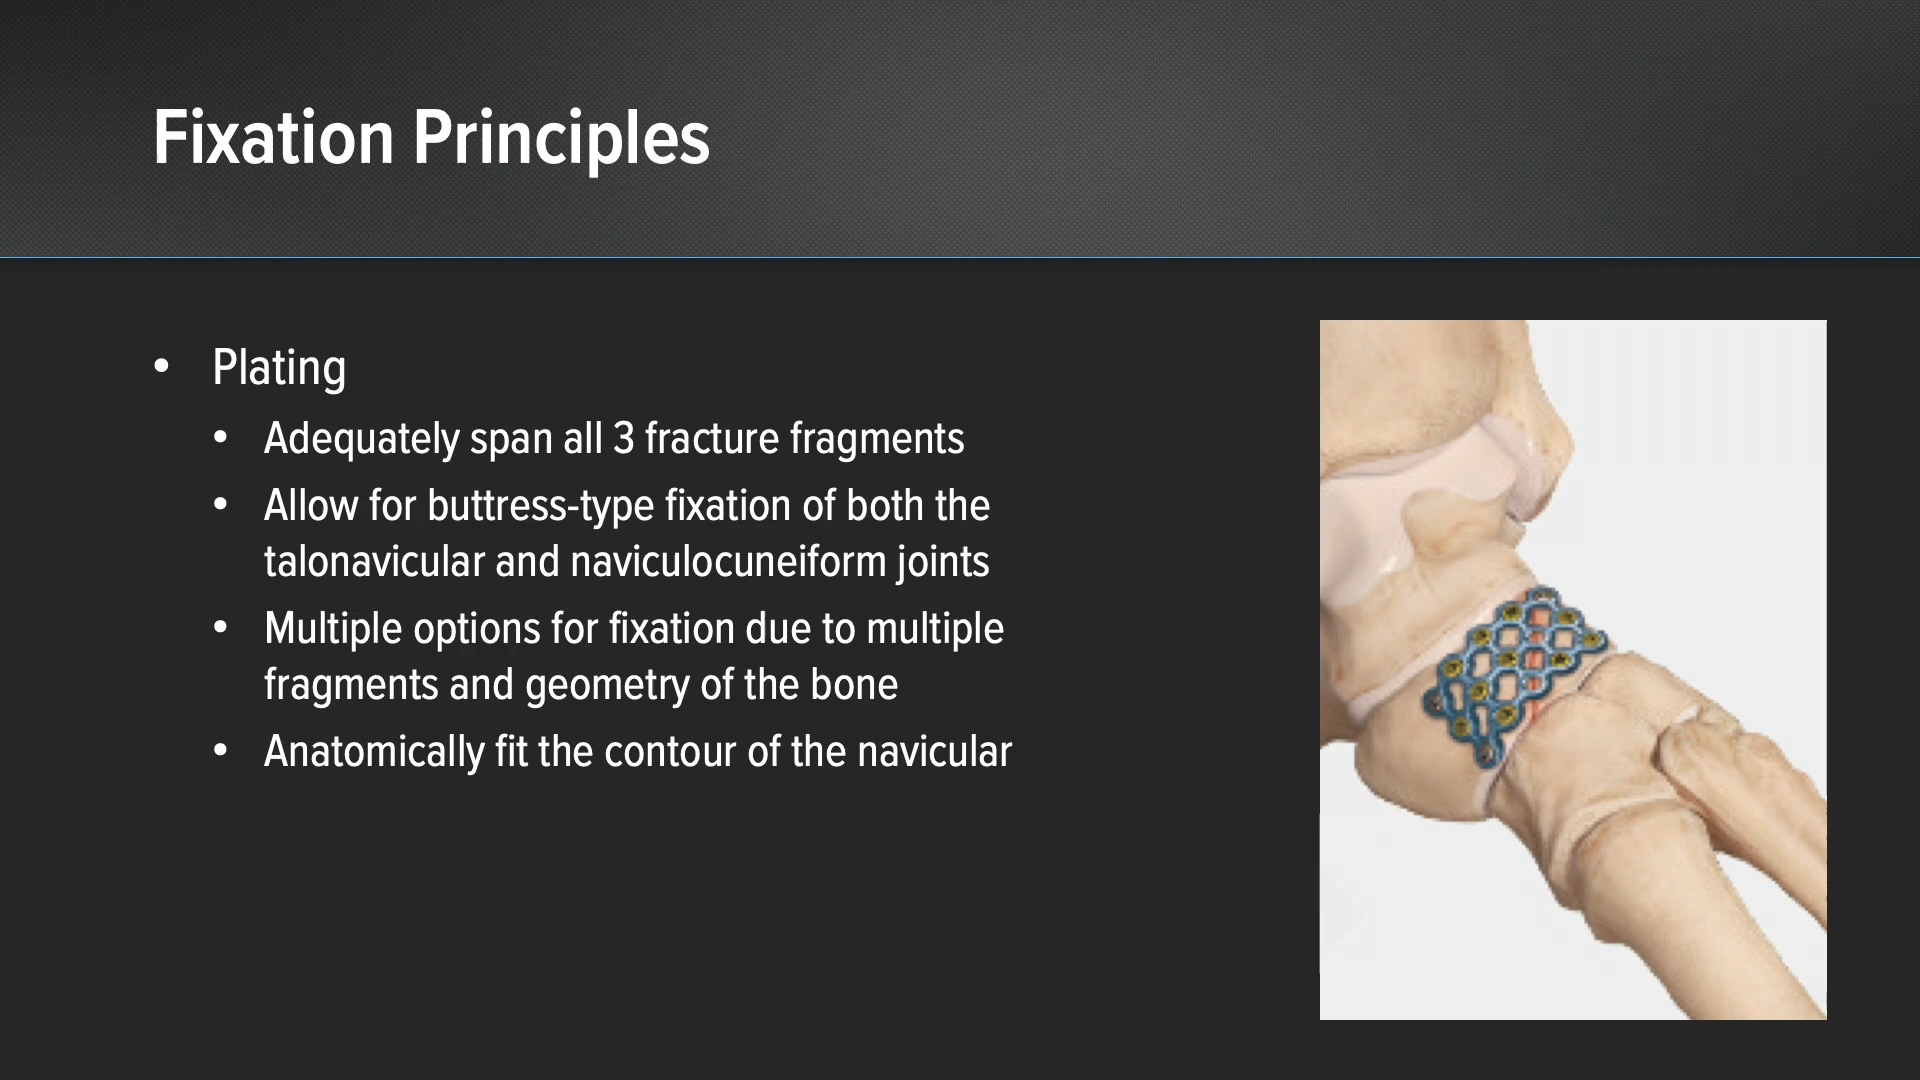 Fixation Principles
• Plating
• Adequately span all 3 fracture fragments
• Allow for buttress-type fixation of both the
talonavicular and naviculocuneiform joints
• Multiple options for fixation due to multiple
fragments and geometry of the bone
• Anatomically fit the contour of the navicular